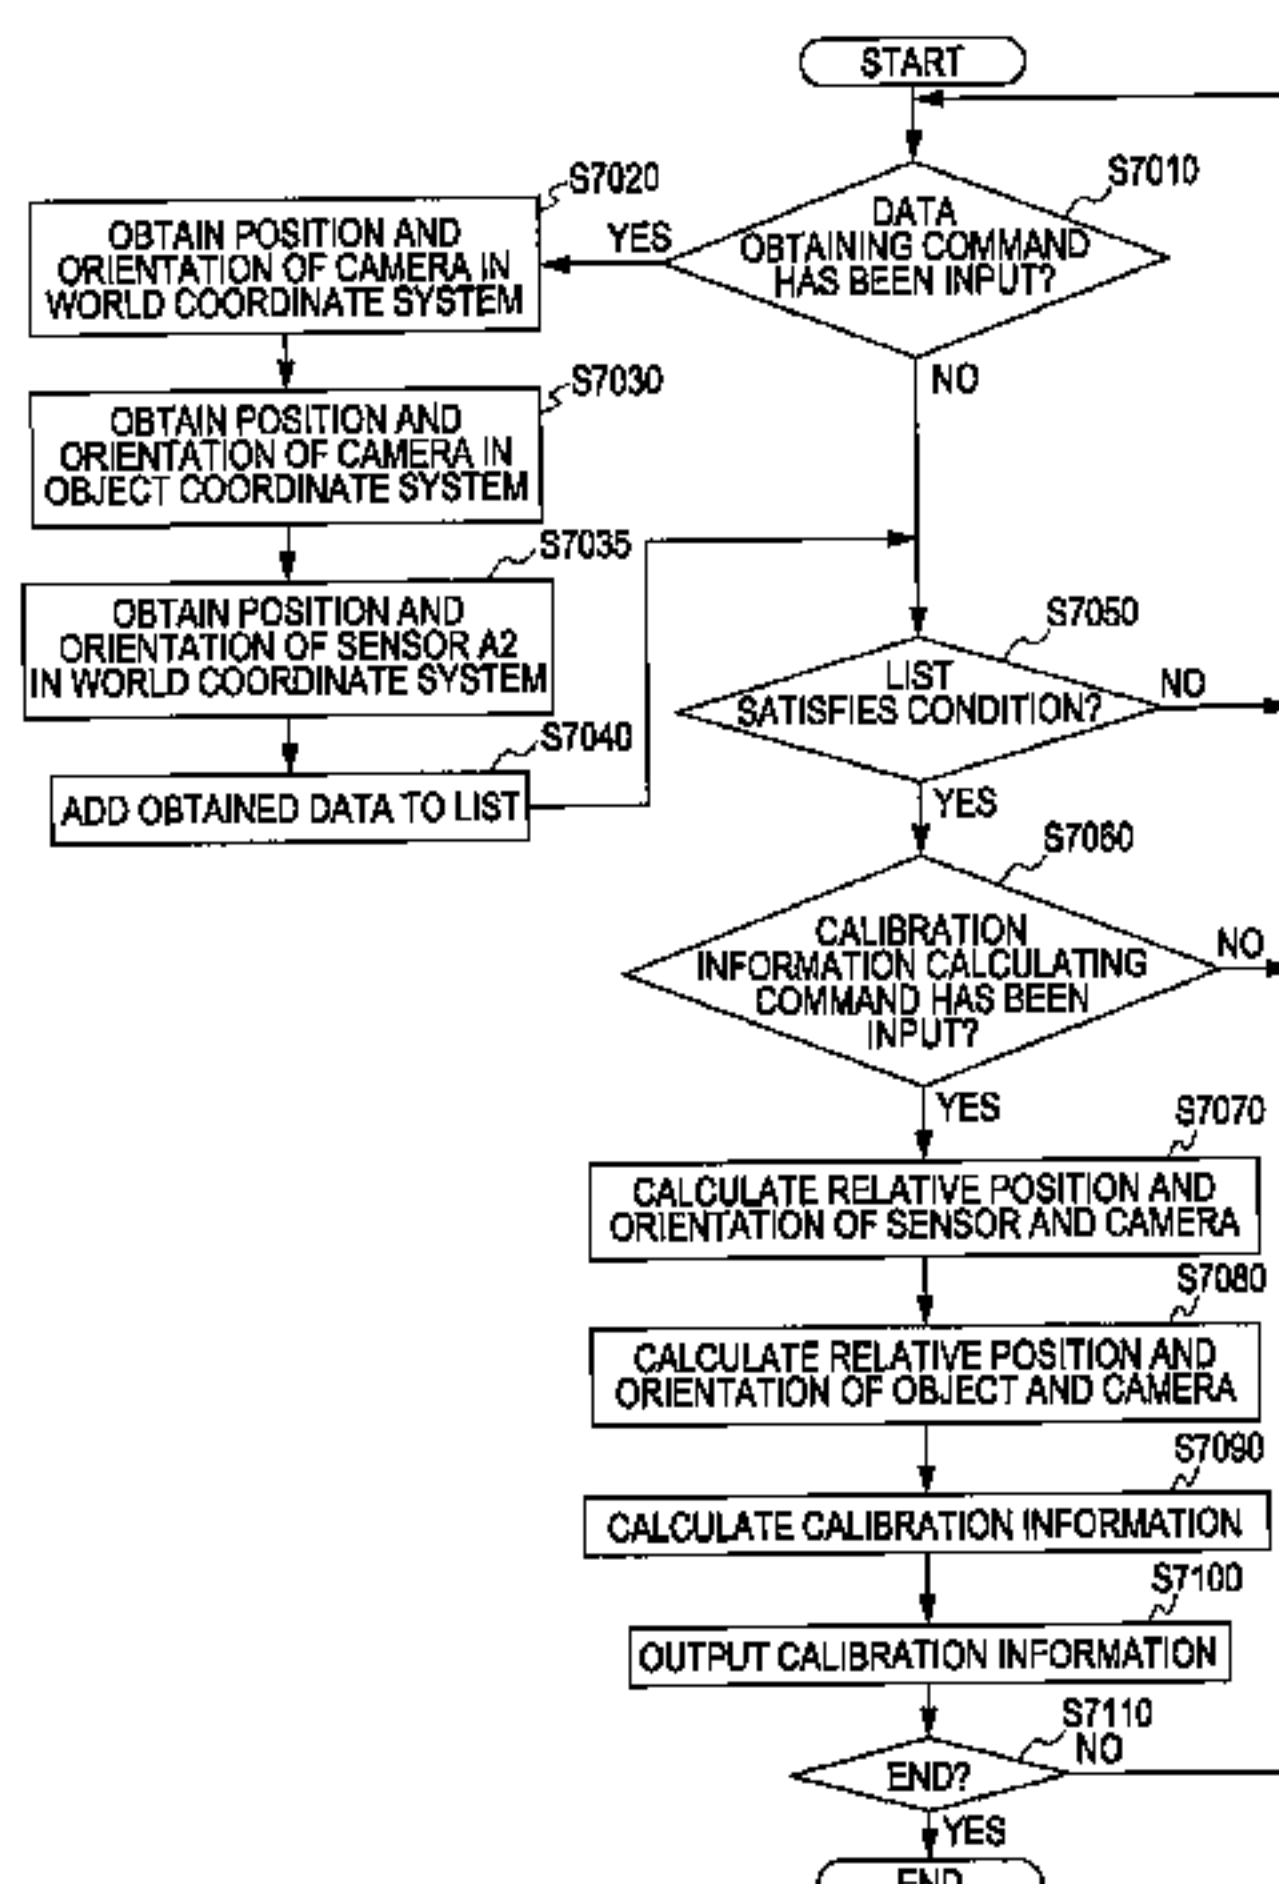 START
S7010
DATA
OBTAINING COMMAND
HAS BEEN INPUT?
YES
NO
S7020
OBTAIN POSITION AND
ORIENTATION OF CAMERA IN
WORLD COORDINATE SYSTEM
S7030
OBTAIN POSITION AND
ORIENTATION OF CAMERA IN
OBJECT COORDINATE SYSTEM
S7035
OBTAIN POSITION AND
ORIENTATION OF SENSOR A2
IN WORLD COORDINATE SYSTEM
S7040
ADD OBTAINED DATA TO LIST
S7050
LIST
SATISFIES CONDITION?
NO
YES
S7060
CALIBRATION
INFORMATION CALCULATING
COMMAND HAS BEEN
INPUT?
NO
YES
S7070
CALCULATE RELATIVE POSITION AND
ORIENTATION OF SENSOR AND CAMERA
S7080
CALCULATE RELATIVE POSITION AND
ORIENTATION OF OBJECT AND CAMERA
S7090
CALCULATE CALIBRATION INFORMATION
S7100
OUTPUT CALIBRATION INFORMATION
S7110
END?
NO
YES
END